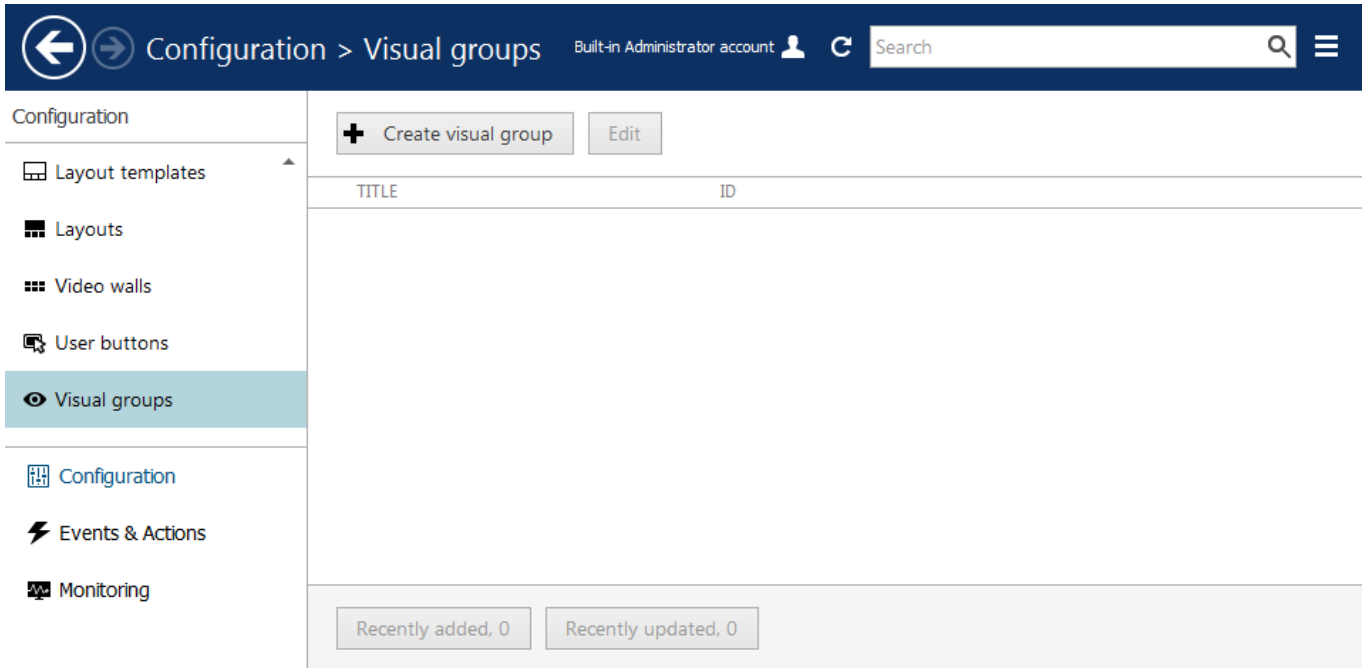 Configuration > Visual groups
Built-in Administrator account
Search
Configuration
Layout templates
Layouts
Video walls
User buttons
Visual groups
Configuration
Events & Actions
Monitoring
Create visual group
Edit
TITLE
ID
Recently added, 0
Recently updated, 0